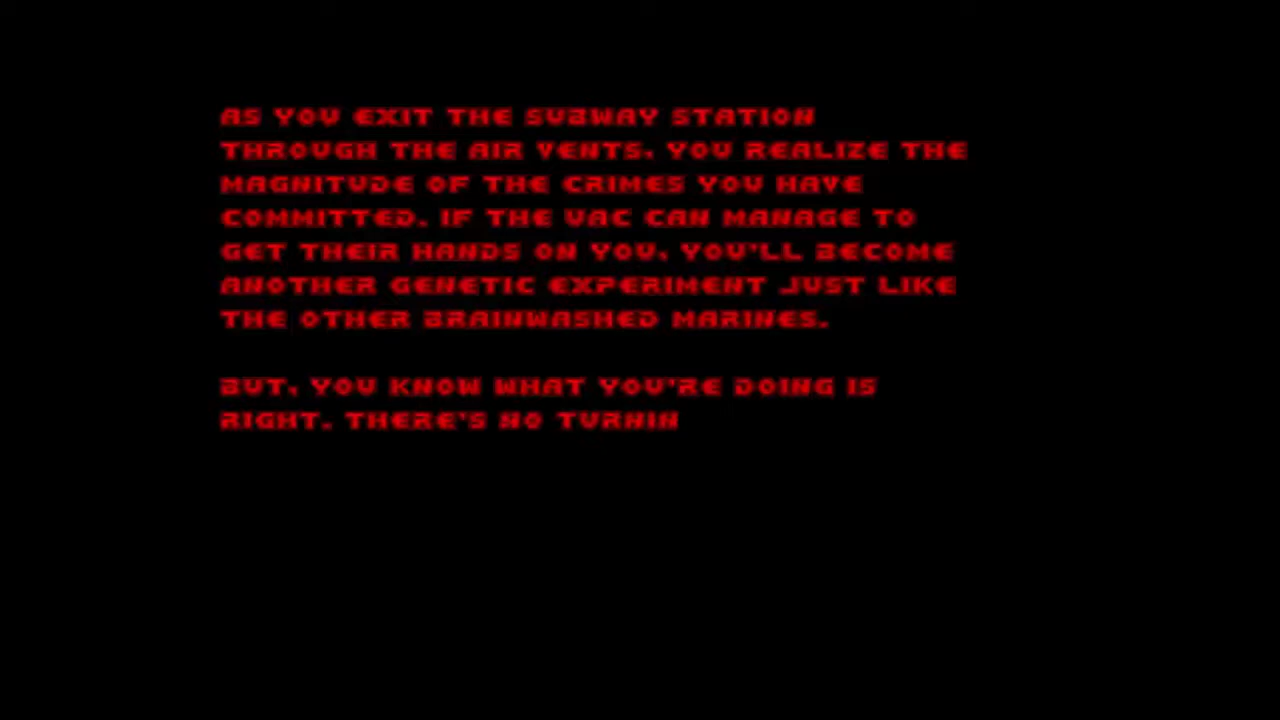 AS YOU EXIT THE SUBWAY STATION
THROUGH THE AIR VENTS, YOU REALIZE THE
MAGNITUDE OF THE CRIMES YOU HAVE
COMMITTED. IF THE UAC CAN MANAGE TO
GET THEIR HANDS ON YOU, YOU'LL BECOME
ANOTHER GENETIC EXPERIMENT JUST LIKE
THE OTHER BRAINWASHED MARINES.
BUT, YOU KNOW WHAT YOU'RE DOING IS
RIGHT. THERE'S NO TURNIN